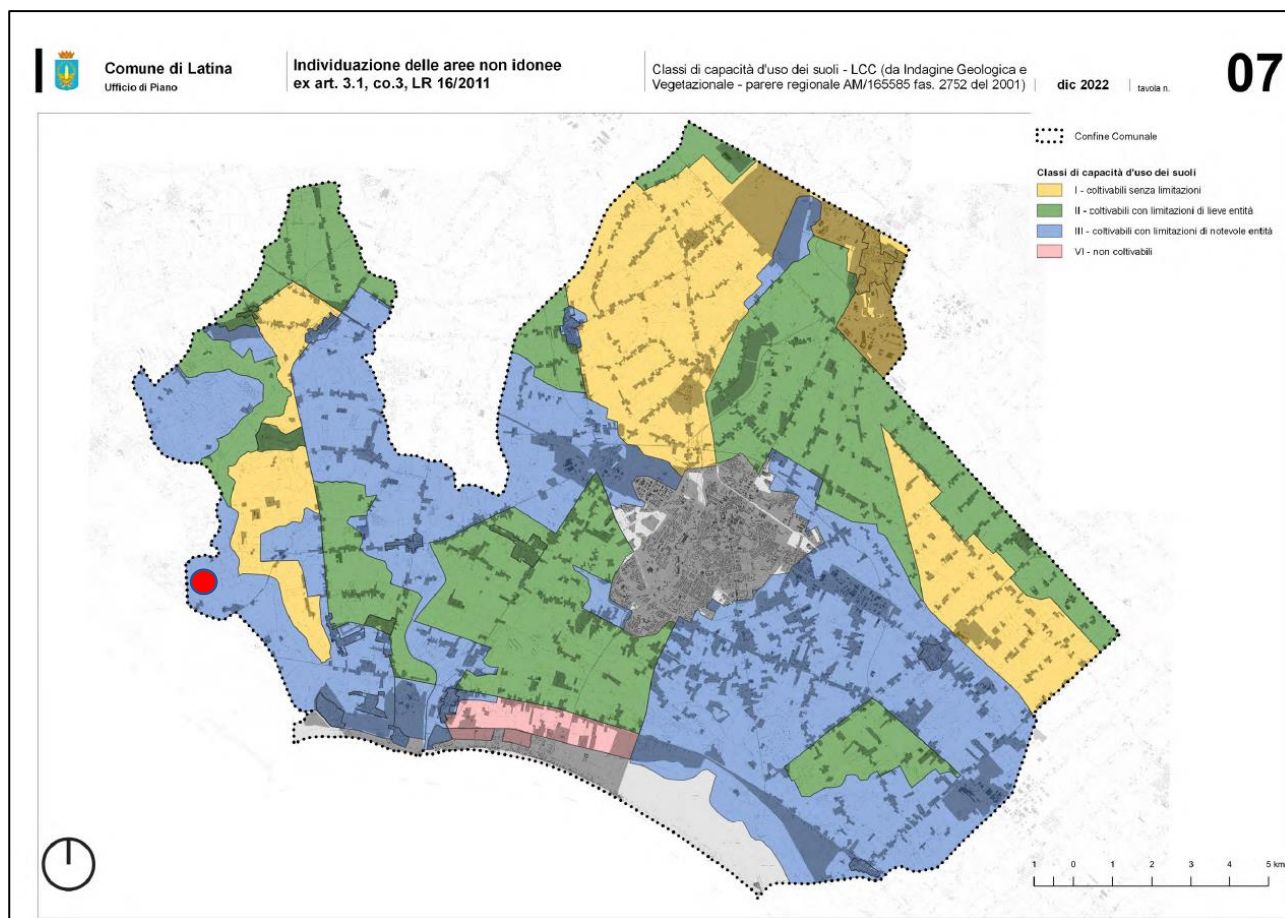 Comune di Latina
Ufficio di Piano
Individuazione delle aree non idonee
ex art. 3.1, co.3, LR 16/2011
Classi di capacità d'uso dei suoli - LCC (da Indagine Geologica e
Vegetazionale - parere regionale AM/165585 fas. 2752 del 2001)
dic 2022
tavola n.
07
Confine Comunale
Classi di capacità d'uso dei suoli
I - coltivabili senza limitazioni
II - coltivabili con limitazioni di lieve entità
III - coltivabili con limitazioni di notevole entità
VI - non coltivabili
1 0 1 2 3 4 5 km